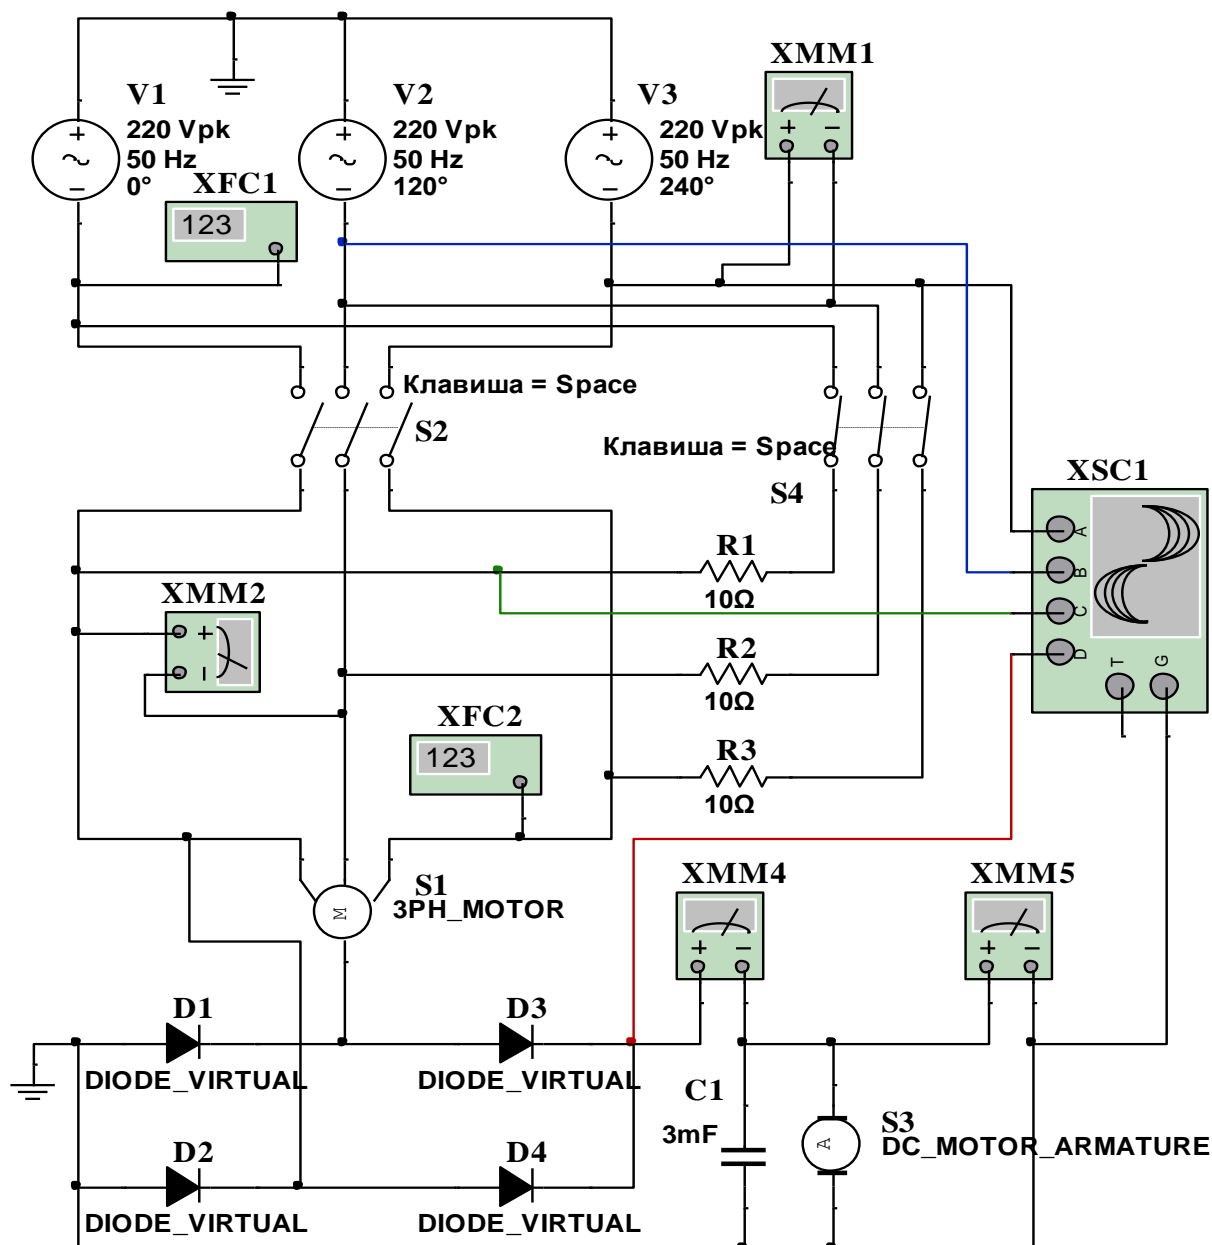 XMM1
V1
220 Vpk
50 Hz
0°
V2
220 Vpk
50 Hz
120°
V3
220 Vpk
50 Hz
240°
+ −
XFC1
123
Клавиша = Space
S2
Клавиша = Space
S4
XSC1
A
B
C
D
T
G
R1
10Ω
XMM2
+
−
R2
10Ω
XFC2
123
R3
10Ω
S1
3PH_MOTOR
M
XMM4
+ −
XMM5
+ −
D1
DIODE_VIRTUAL
D3
DIODE_VIRTUAL
C1
3mF
S3
DC_MOTOR_ARMATURE
A
D2
DIODE_VIRTUAL
D4
DIODE_VIRTUAL